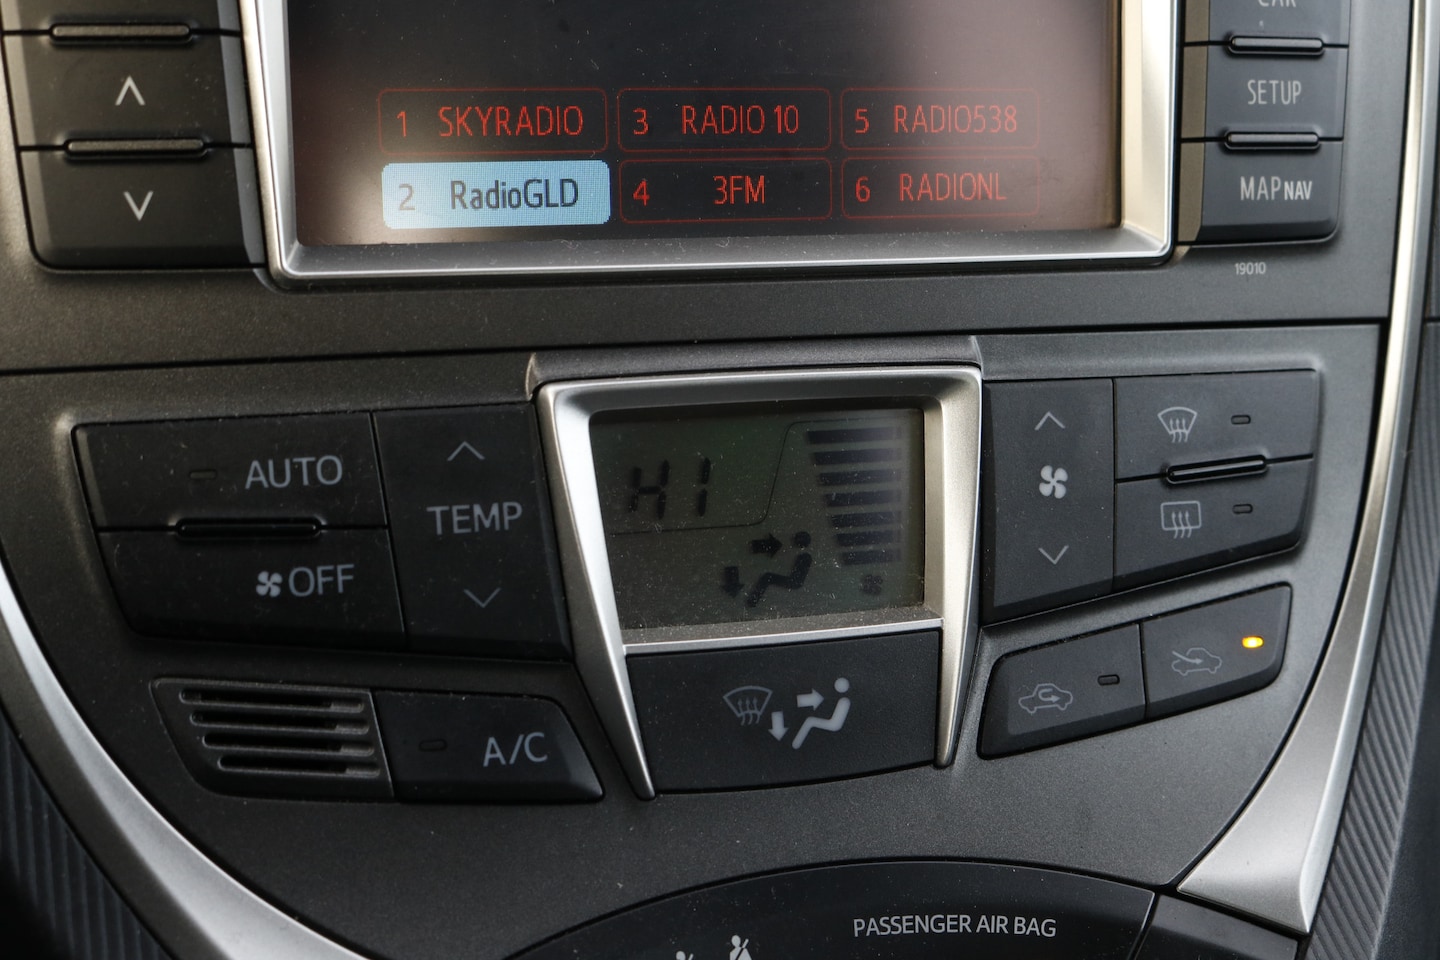 CAR
SETUP
MAP NAV
1 SKYRADIO
3 RADIO 10
5 RADIO538
2 RadioGLD
4 3FM
6 RADIONL
19010
AUTO
OFF
TEMP
HI
A/C
PASSENGER AIR BAG